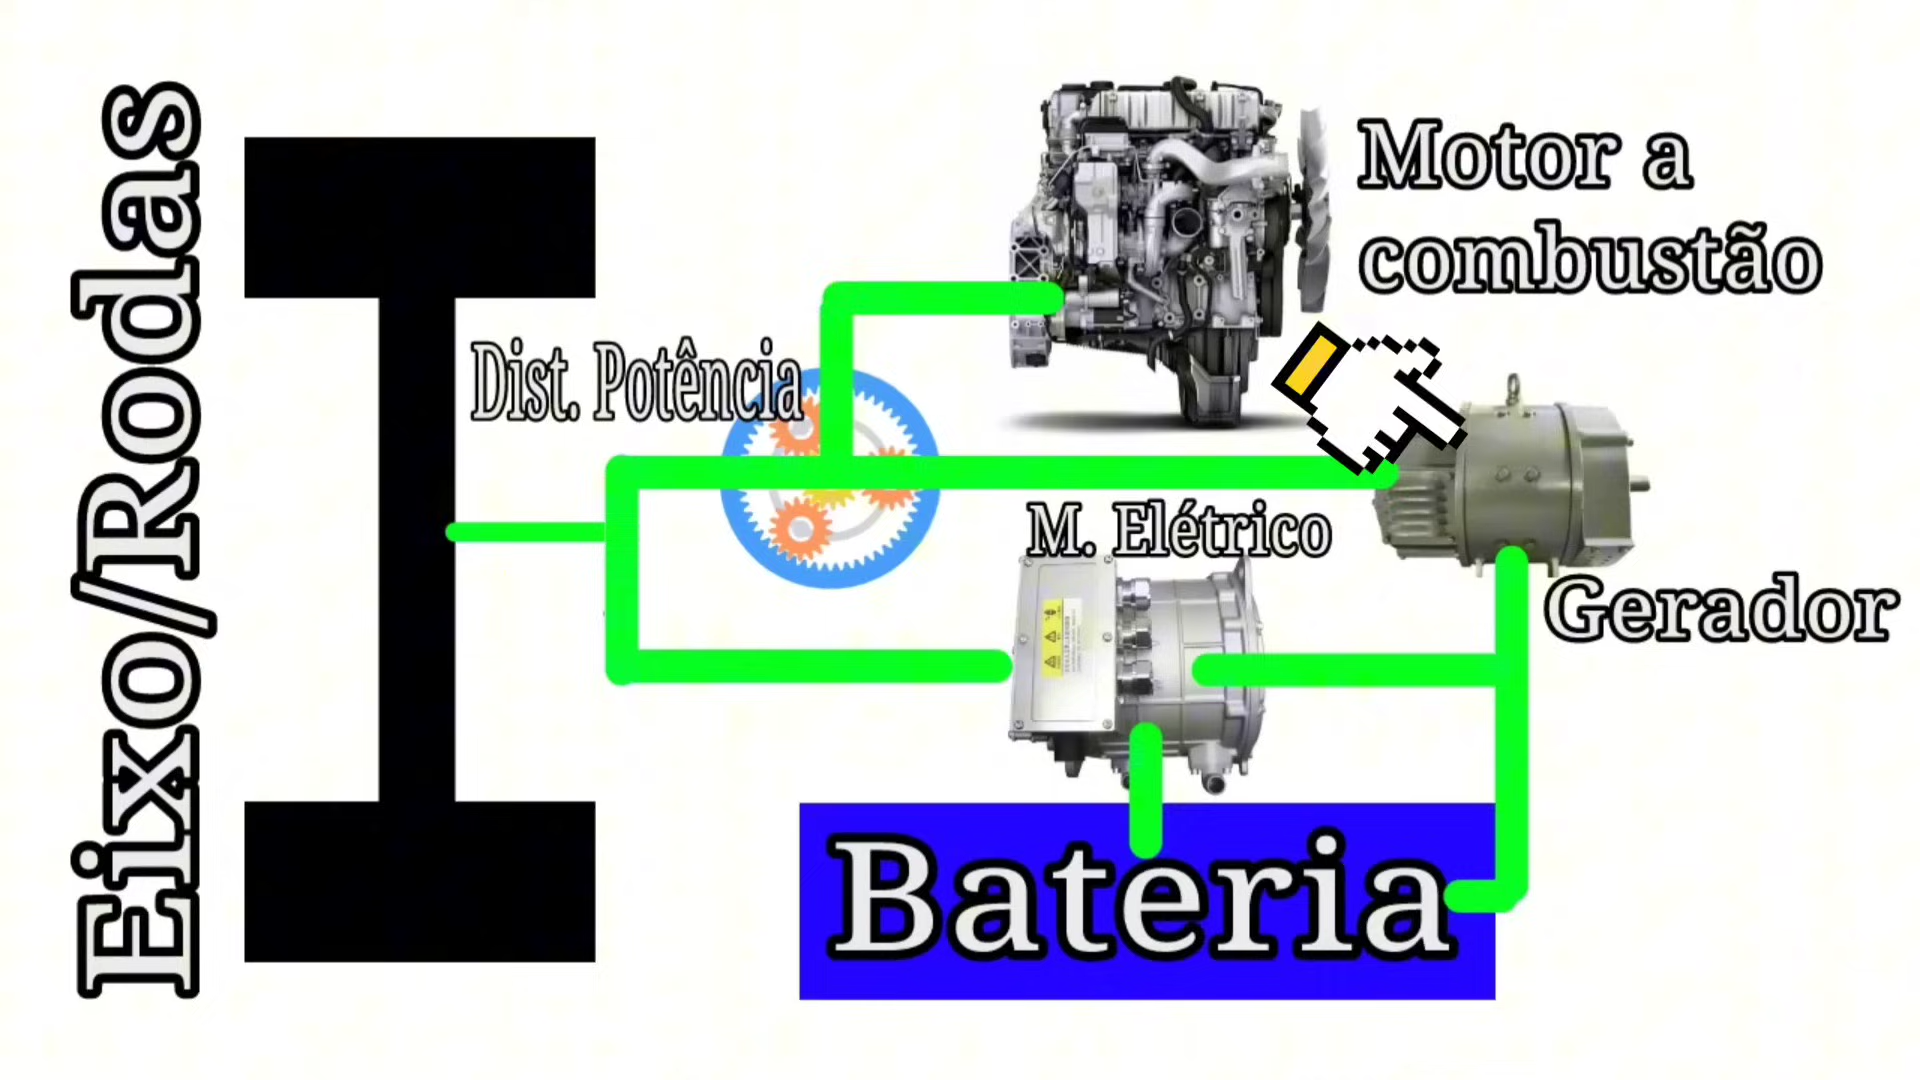 Eixo/Rodas
Dist. Potência
Motor a
combustão
M. Elétrico
Gerador
Bateria